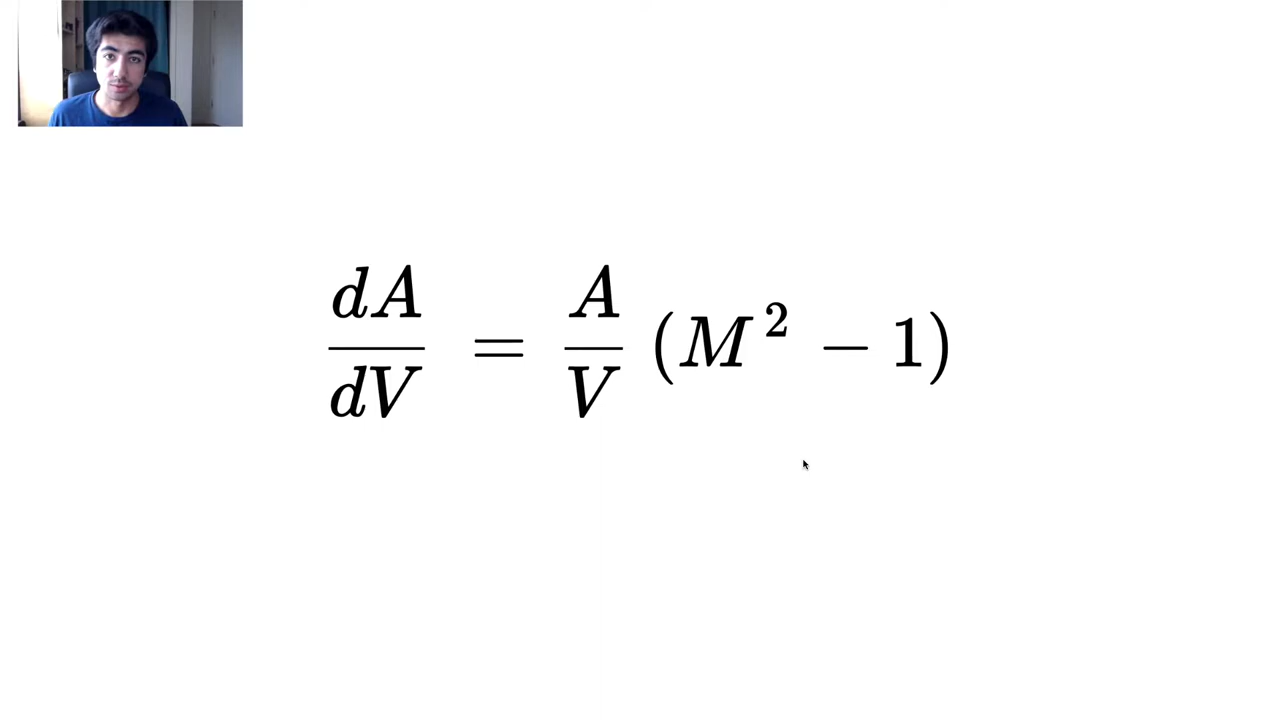 dA/dV = A/V (M² − 1)